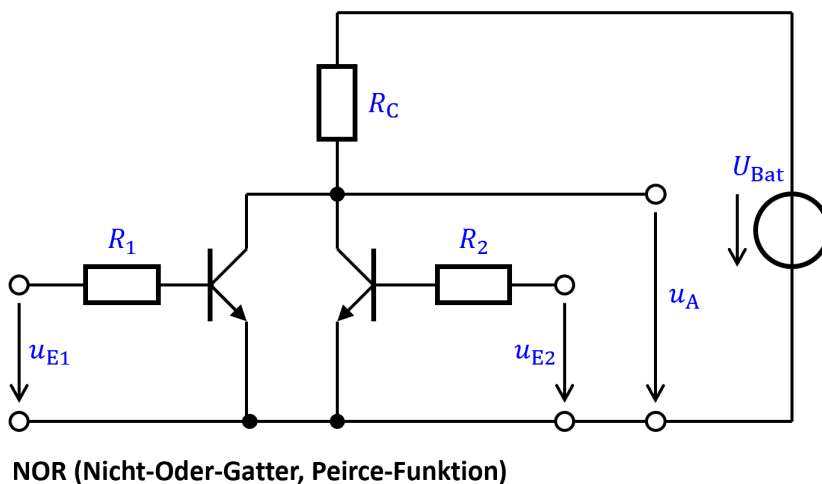 R_C
U_Bat
R_1
R_2
u_E1
u_E2
u_A
NOR (Nicht-Oder-Gatter, Peirce-Funktion)